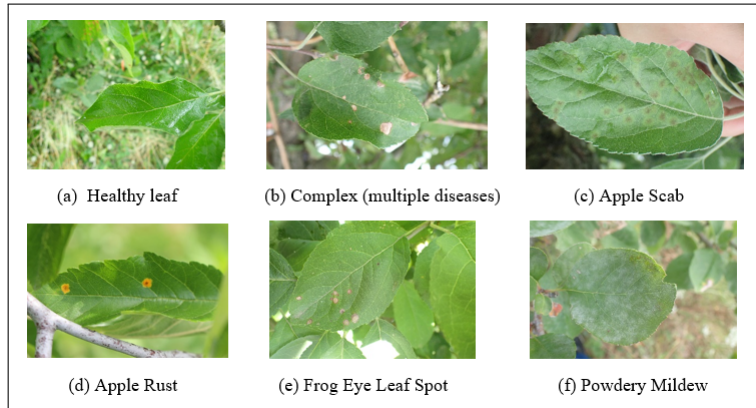 (a) Healthy leaf
(b) Complex (multiple diseases)
(c) Apple Scab
(d) Apple Rust
(e) Frog Eye Leaf Spot
(f) Powdery Mildew